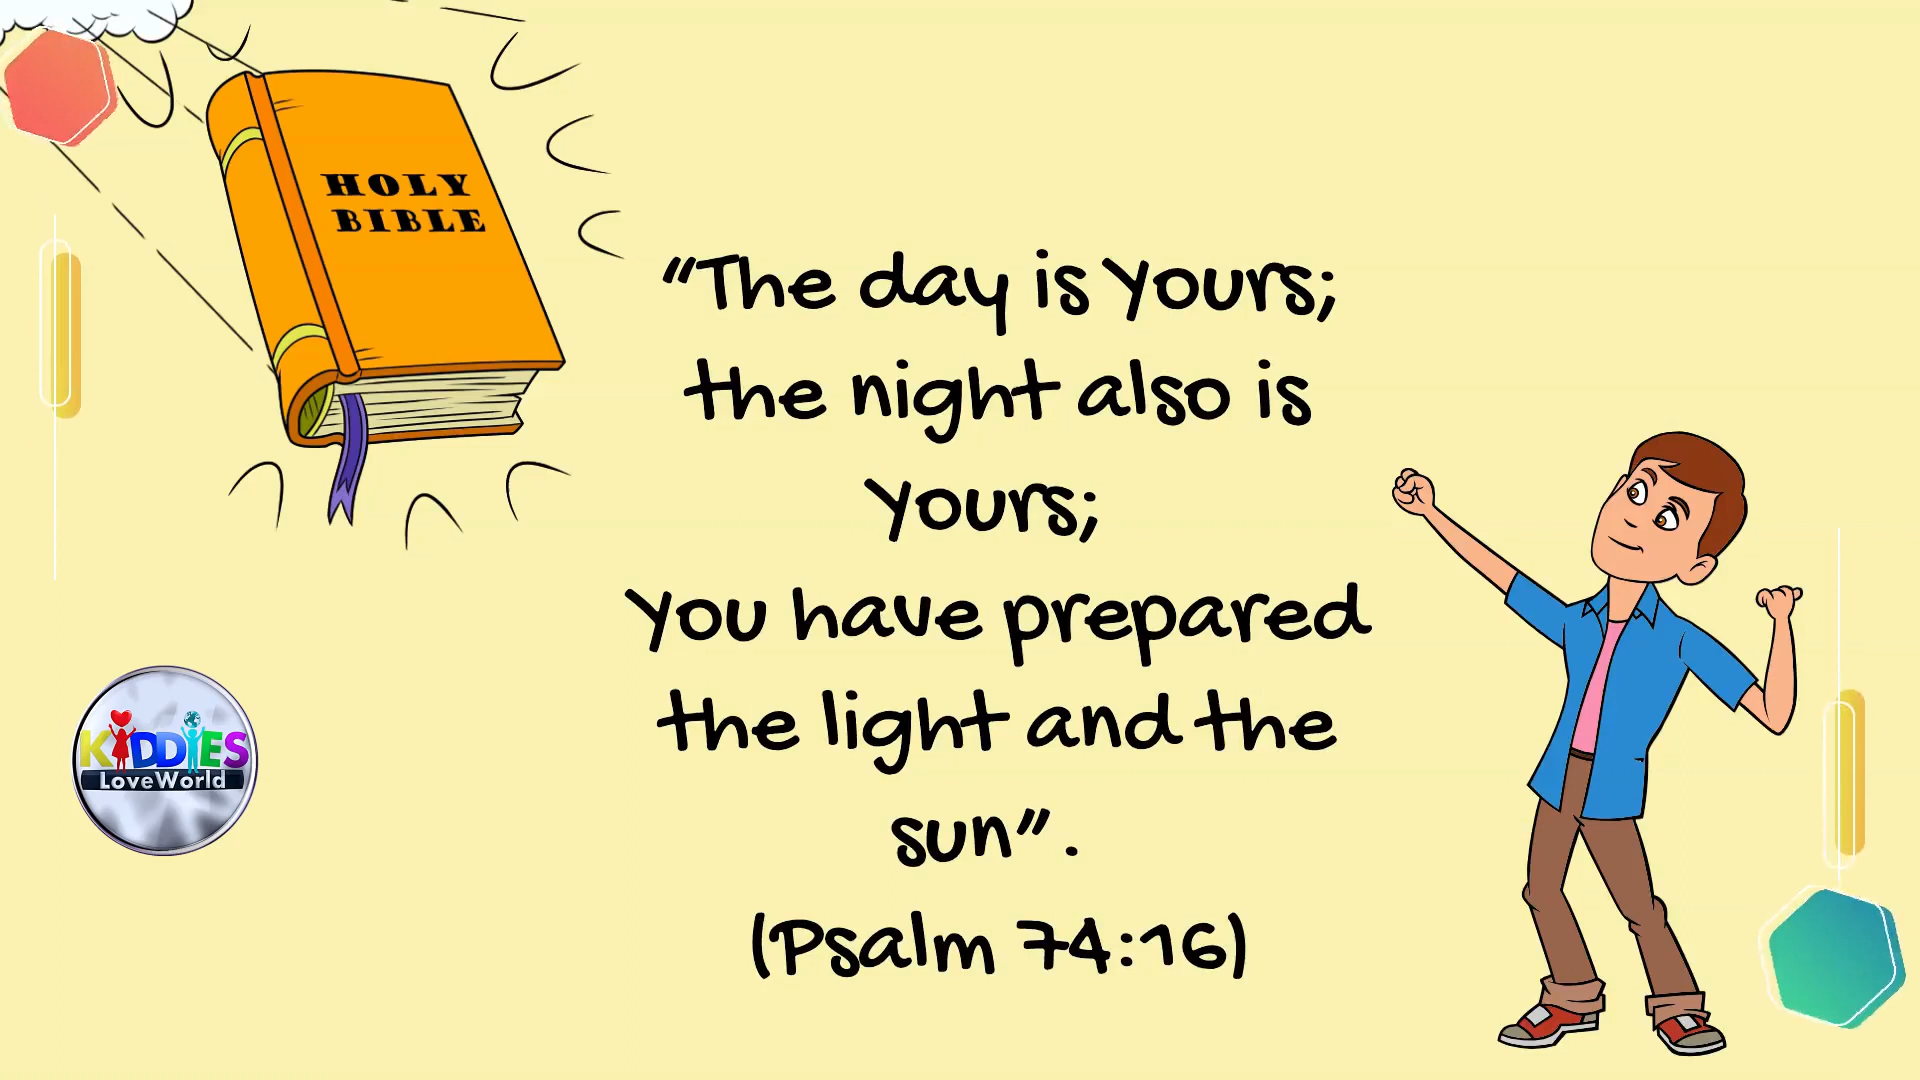 HOLY
BIBLE
“The day is Yours;
the night also is
Yours;
You have prepared
the light and the
sun” .
(Psalm 74:16)
KIDDIES
LoveWorld